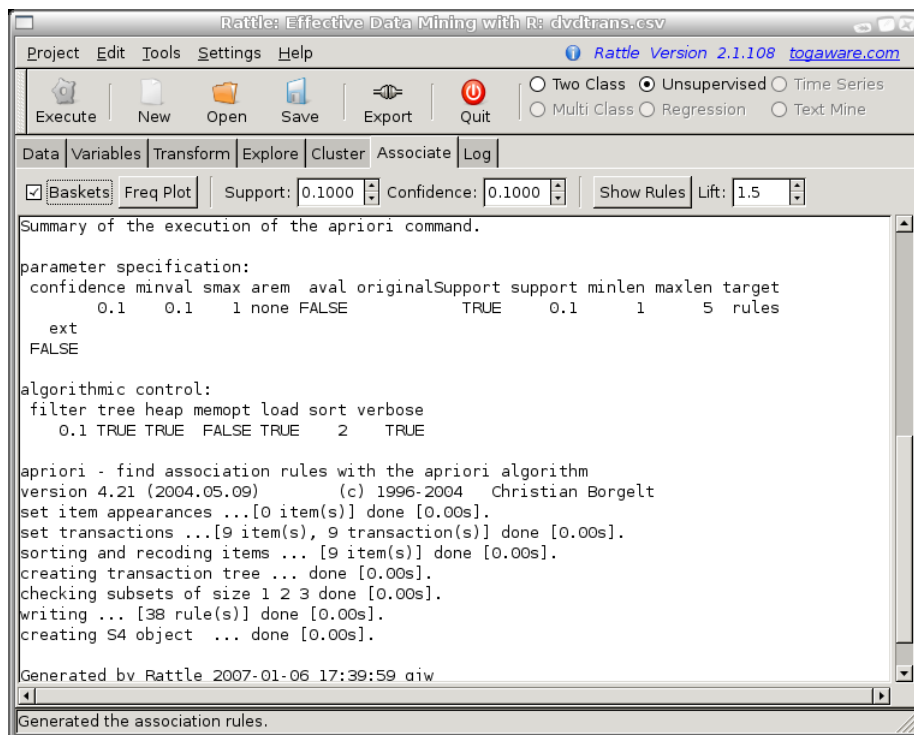 Rattle: Effective Data Mining with R: dvdtrans.csv
Project Edit Tools Settings Help Rattle Version 2.1.108 togaware.com
Execute New Open Save Export Quit
Two Class Unsupervised Time Series
Multi Class Regression Text Mine
Data Variables Transform Explore Cluster Associate Log
Baskets Freq Plot Support: 0.1000 Confidence: 0.1000 Show Rules Lift: 1.5
Summary of the execution of the apriori command.
parameter specification:
confidence minval smax arem aval originalSupport support minlen maxlen target
0.1 0.1 1 none FALSE TRUE 0.1 1 5 rules
ext
FALSE
algorithmic control:
filter tree heap memopt load sort verbose
0.1 TRUE TRUE FALSE TRUE 2 TRUE
apriori - find association rules with the apriori algorithm
version 4.21 (2004.05.09) (c) 1996-2004 Christian Borgelt
set item appearances ...[0 item(s)] done [0.00s].
set transactions ...[9 item(s), 9 transaction(s)] done [0.00s].
sorting and recoding items ... [9 item(s)] done [0.00s].
creating transaction tree ... done [0.00s].
checking subsets of size 1 2 3 done [0.00s].
writing ... [38 rule(s)] done [0.00s].
creating S4 object ... done [0.00s].
Generated by Rattle 2007-01-06 17:39:59 gjw
Generated the association rules.